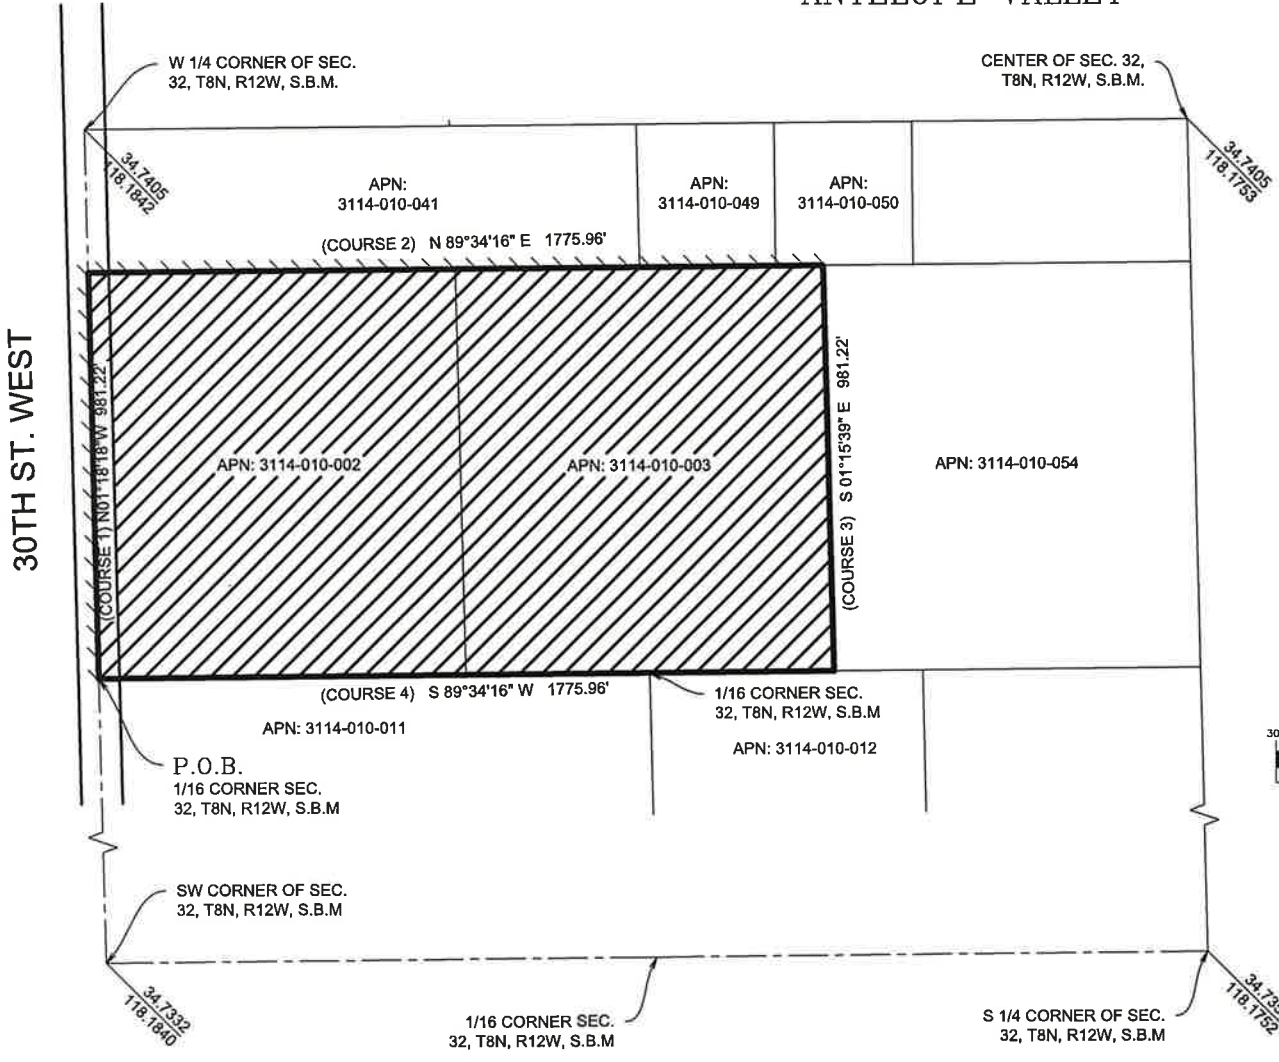 ANTELOPE VALLEY
W 1/4 CORNER OF SEC.
32, T8N, R12W, S.B.M.
CENTER OF SEC. 32,
T8N, R12W, S.B.M.
34.7405
118.1842
34.7405
118.1753
APN:
3114-010-041
APN:
3114-010-049
APN:
3114-010-050
(COURSE 2) N 89°34'16" E 1775.96'
30TH ST. WEST
(COURSE 1) N01°18'18"W 981.22'
APN: 3114-010-002
APN: 3114-010-003
(COURSE 3) S 01°15'39" E 981.22'
APN: 3114-010-054
(COURSE 4) S 89°34'16" W 1775.96'
1/16 CORNER SEC.
32, T8N, R12W, S.B.M
APN: 3114-010-011
APN: 3114-010-012
30
P.O.B.
1/16 CORNER SEC.
32, T8N, R12W, S.B.M
SW CORNER OF SEC.
32, T8N, R12W, S.B.M
34.7332
118.1840
1/16 CORNER SEC.
32, T8N, R12W, S.B.M
S 1/4 CORNER OF SEC.
32, T8N, R12W, S.B.M
118.1752